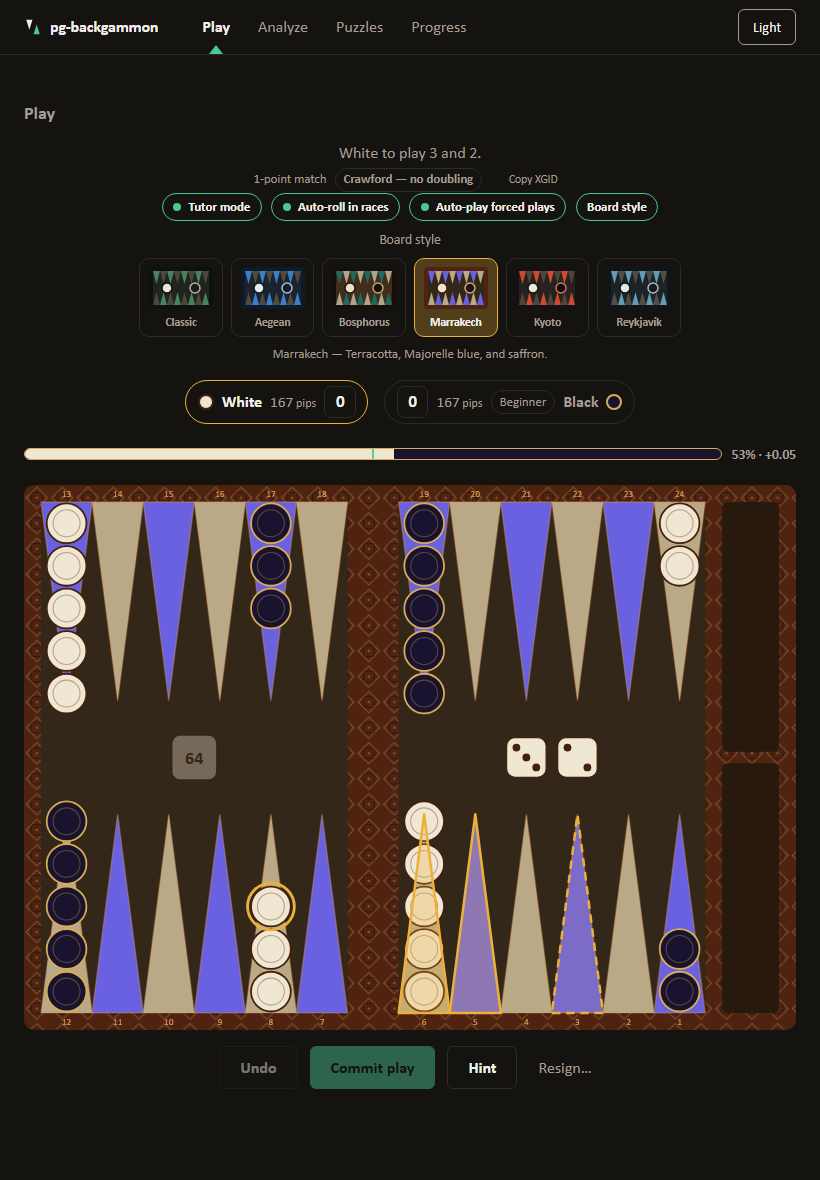 pg-backgammon Play Analyze Puzzles Progress Light
Play
White to play 3 and 2.
1-point match Crawford — no doubling Copy XGID
Tutor mode Auto-roll in races Auto-play forced plays Board style
Board style
Classic Aegean Bosphorus Marrakech Kyoto Reykjavík
Marrakech — Terracotta, Majorelle blue, and saffron.
White 167 pips 0 0 167 pips Beginner Black
53% · +0.05
13 14 15 16 17 18 19 20 21 22 23 24
64
12 11 10 9 8 7 6 5 4 3 2 1
Undo Commit play Hint Resign...